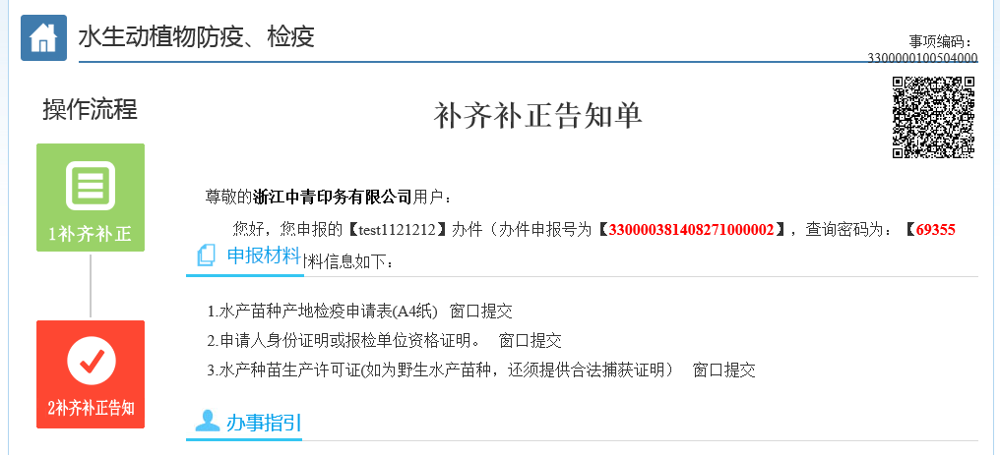 水生动植物防疫、检疫
事项编码：
3300000100504000
操作流程
补齐补正告知单
1补齐补正
2补齐补正告知
尊敬的浙江中青印务有限公司用户：
您好，您申报的【test1121212】办件（办件申报号为【330000381408271000002】，查询密码为：【69355
申报材料
料信息如下：
1.水产苗种产地检疫申请表(A4纸) 窗口提交
2.申请人身份证明或报检单位资格证明。 窗口提交
3.水产种苗生产许可证(如为野生水产苗种，还须提供合法捕获证明） 窗口提交
办事指引